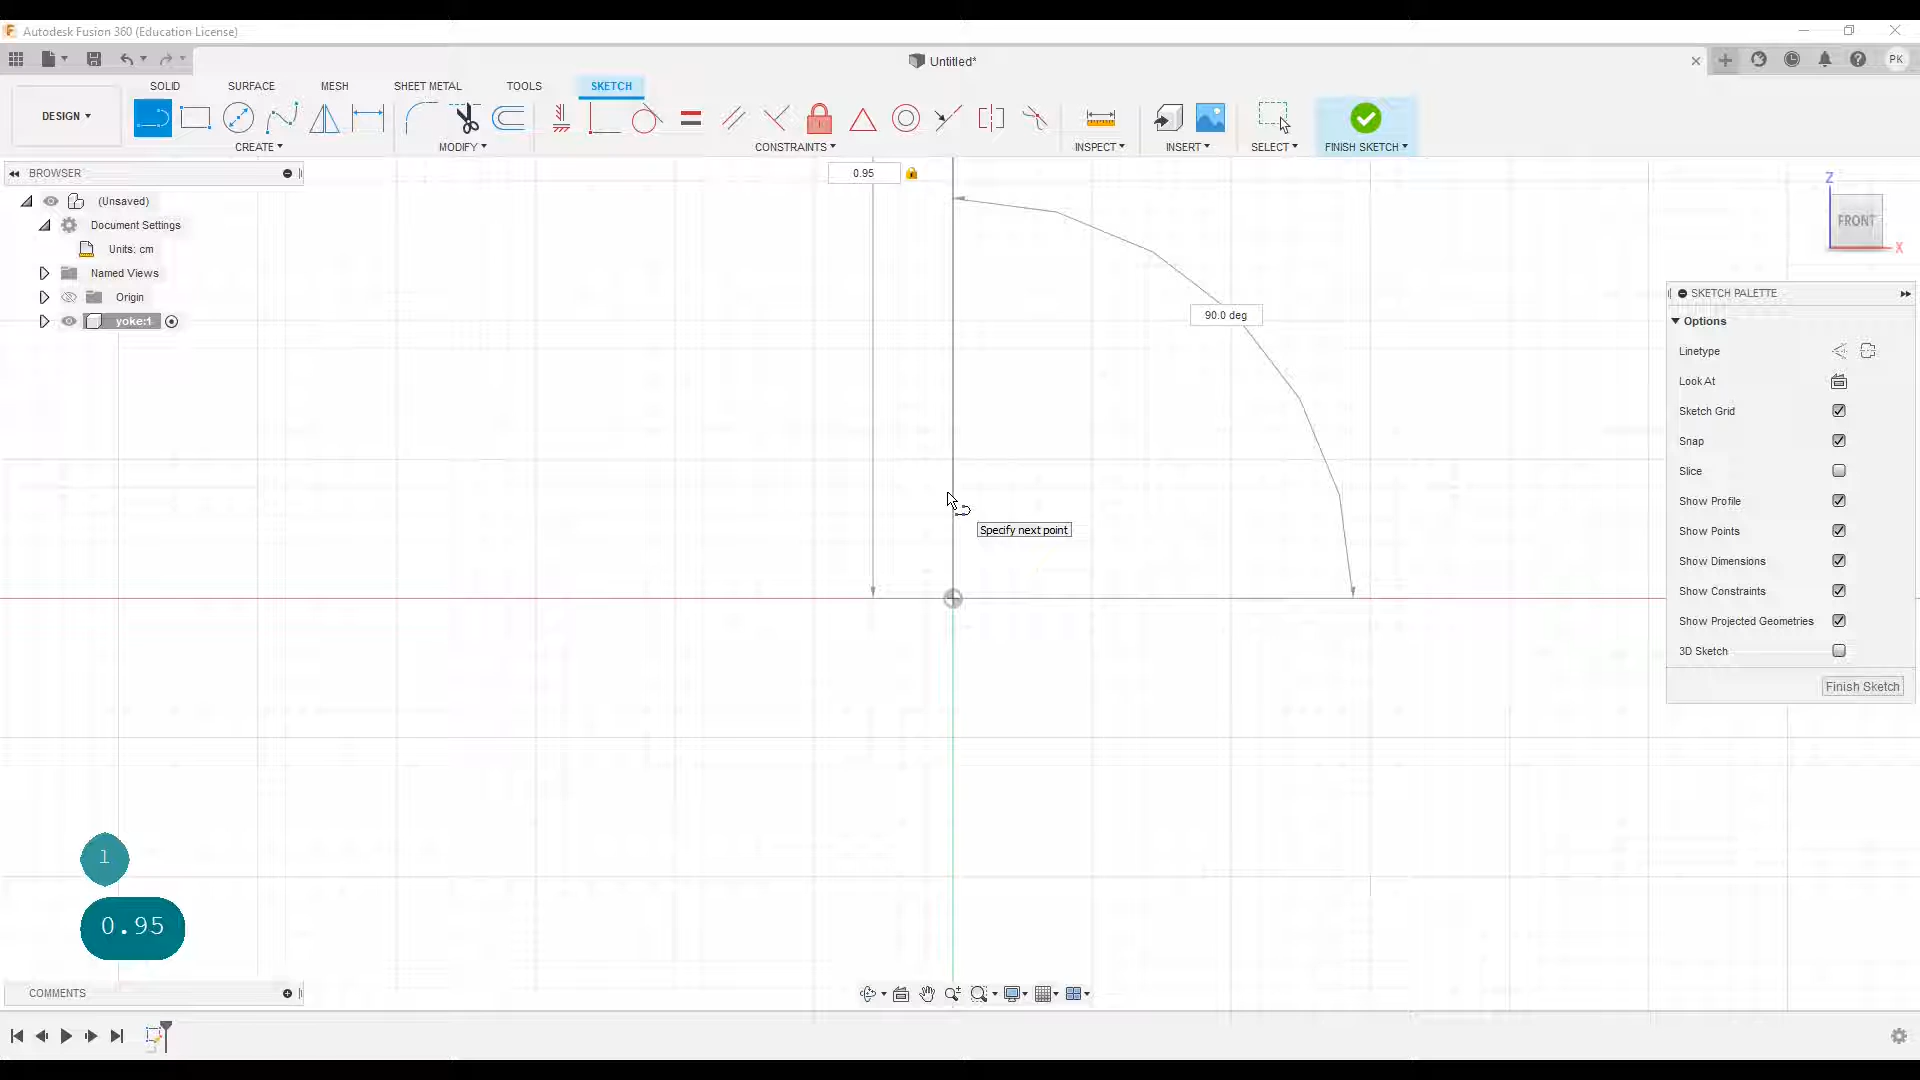 Autodesk Fusion 360 (Education License)
Untitled*
PK
SOLID SURFACE MESH SHEET METAL TOOLS SKETCH
DESIGN
CREATE MODIFY CONSTRAINTS INSPECT INSERT SELECT FINISH SKETCH
BROWSER
(Unsaved)
Document Settings
Units: cm
Named Views
Origin
yoke:1
0.95
90.0 deg
Specify next point
Z
FRONT
X
SKETCH PALETTE
Options
Linetype
Look At
Sketch Grid
Snap
Slice
Show Profile
Show Points
Show Dimensions
Show Constraints
Show Projected Geometries
3D Sketch
Finish Sketch
l
0.95
COMMENTS